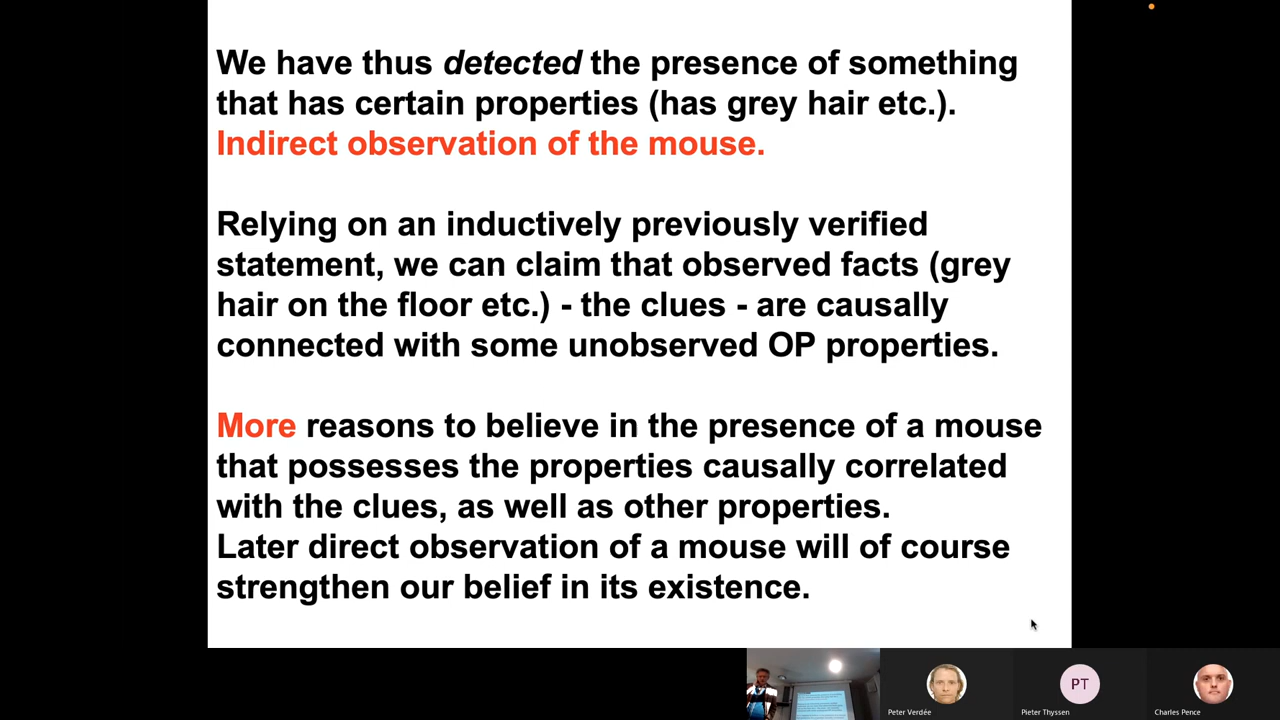 We have thus detected the presence of something
that has certain properties (has grey hair etc.).
Indirect observation of the mouse.
Relying on an inductively previously verified
statement, we can claim that observed facts (grey
hair on the floor etc.) - the clues - are causally
connected with some unobserved OP properties.
More reasons to believe in the presence of a mouse
that possesses the properties causally correlated
with the clues, as well as other properties.
Later direct observation of a mouse will of course
strengthen our belief in its existence.
PT
Peter Verdée
Pieter Thyssen
Charles Pence